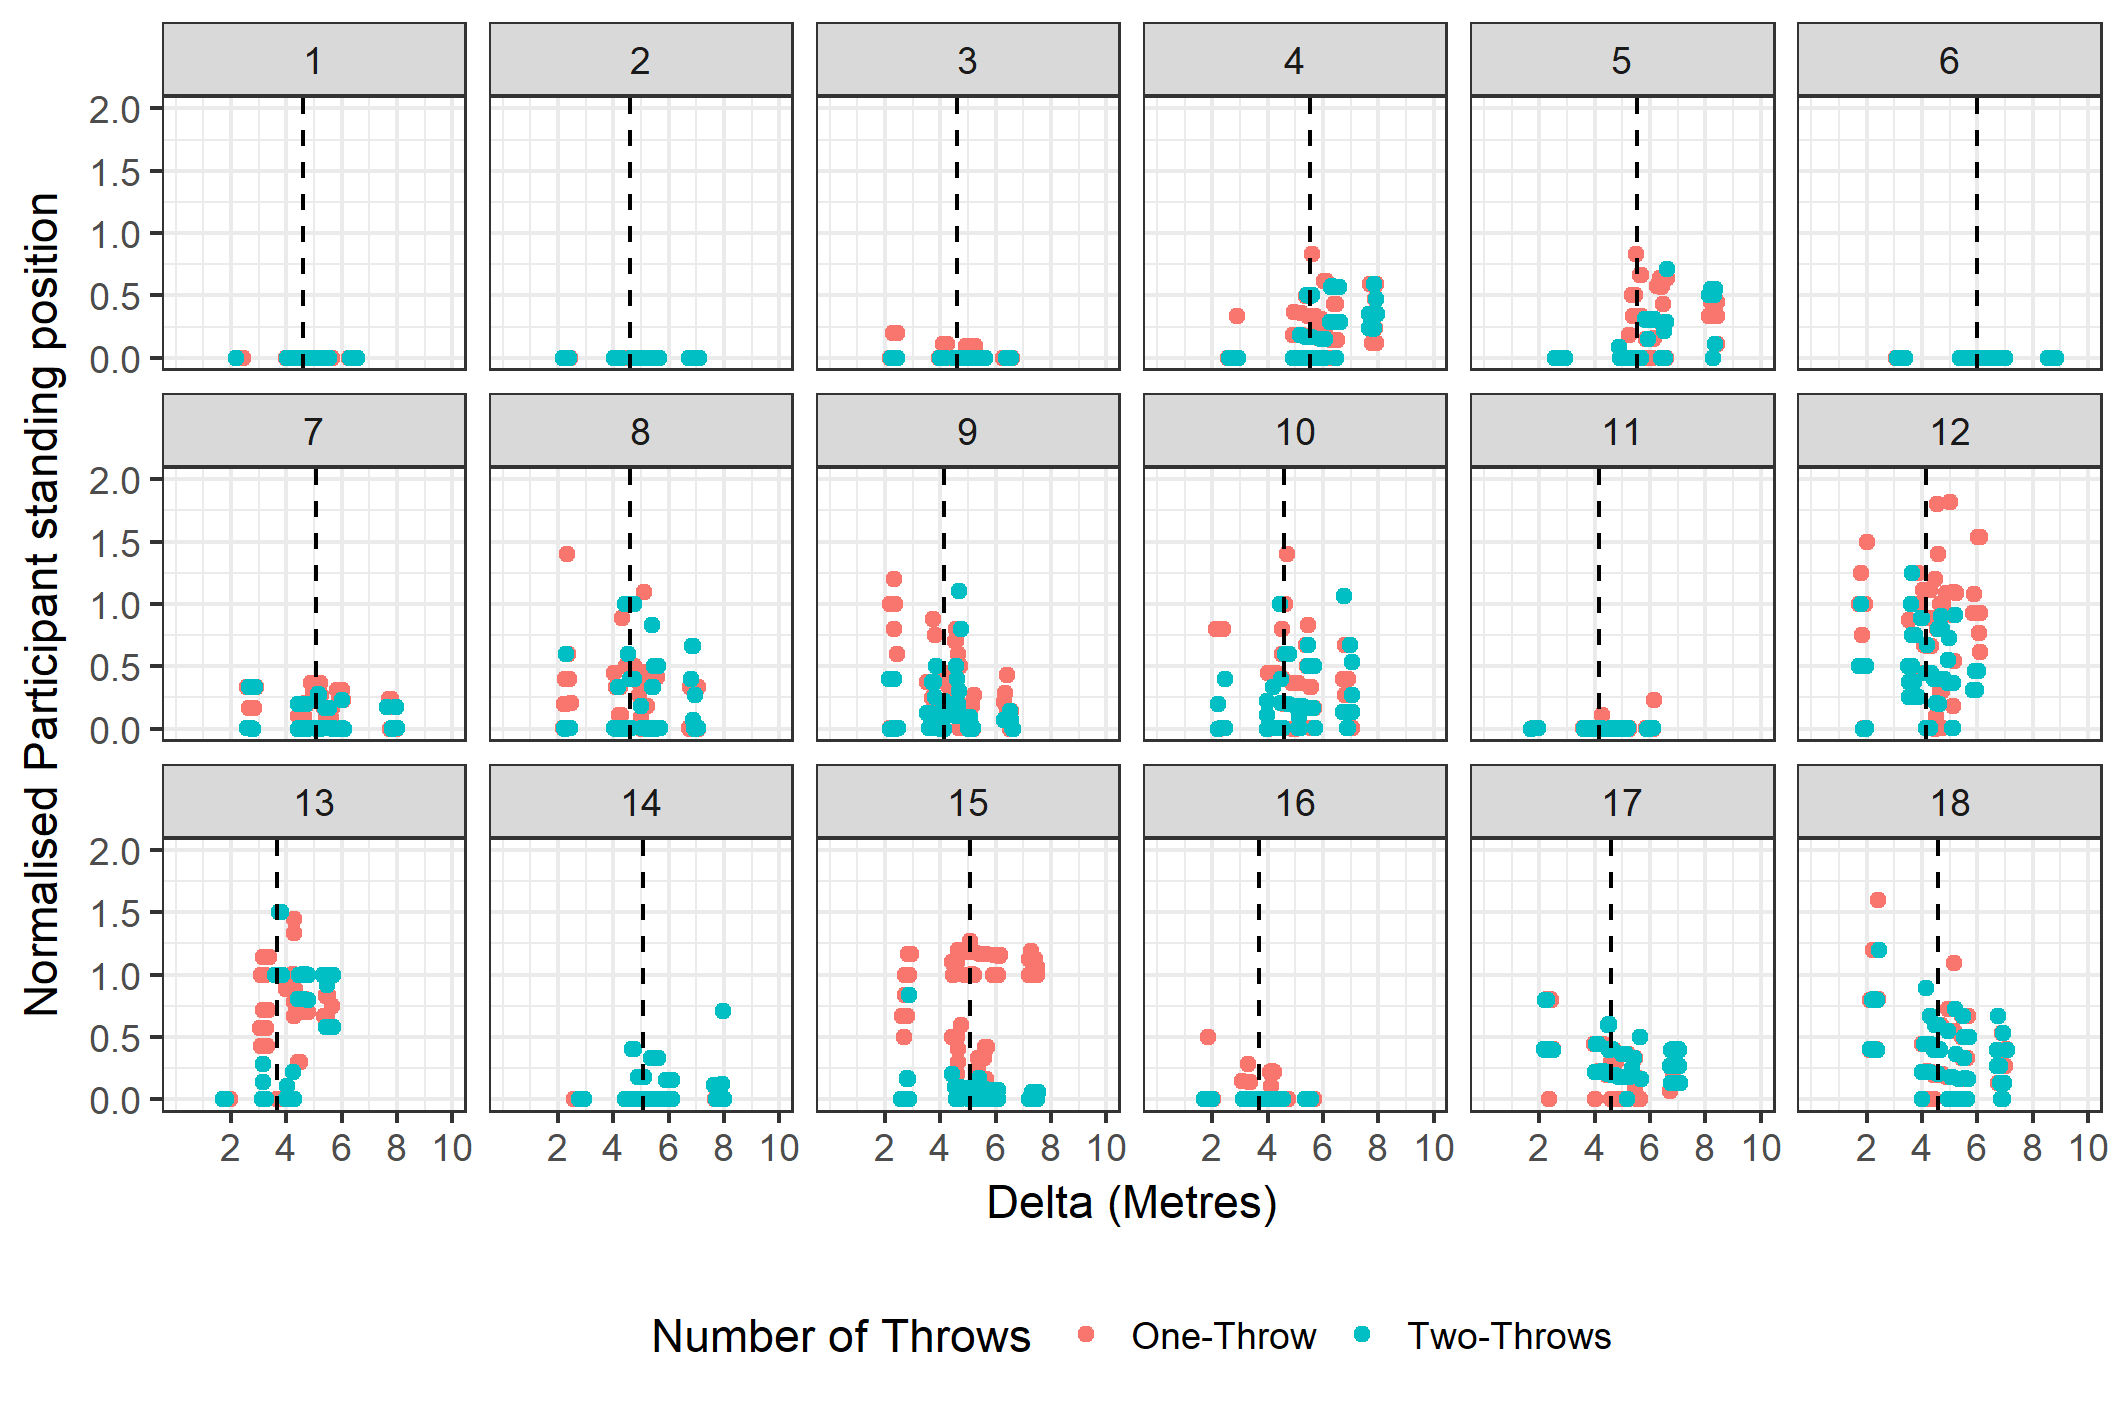 1 2 3 4 5 6
2.0
1.5
1.0
0.5
0.0
7 8 9 10 11 12
2.0
1.5
1.0
0.5
0.0
13 14 15 16 17 18
2.0
1.5
1.0
0.5
0.0
2 4 6 8 10 2 4 6 8 10 2 4 6 8 10 2 4 6 8 10 2 4 6 8 10 2 4 6 8 10
Normalised Participant standing position
Delta (Metres)
Number of Throws One-Throw Two-Throws